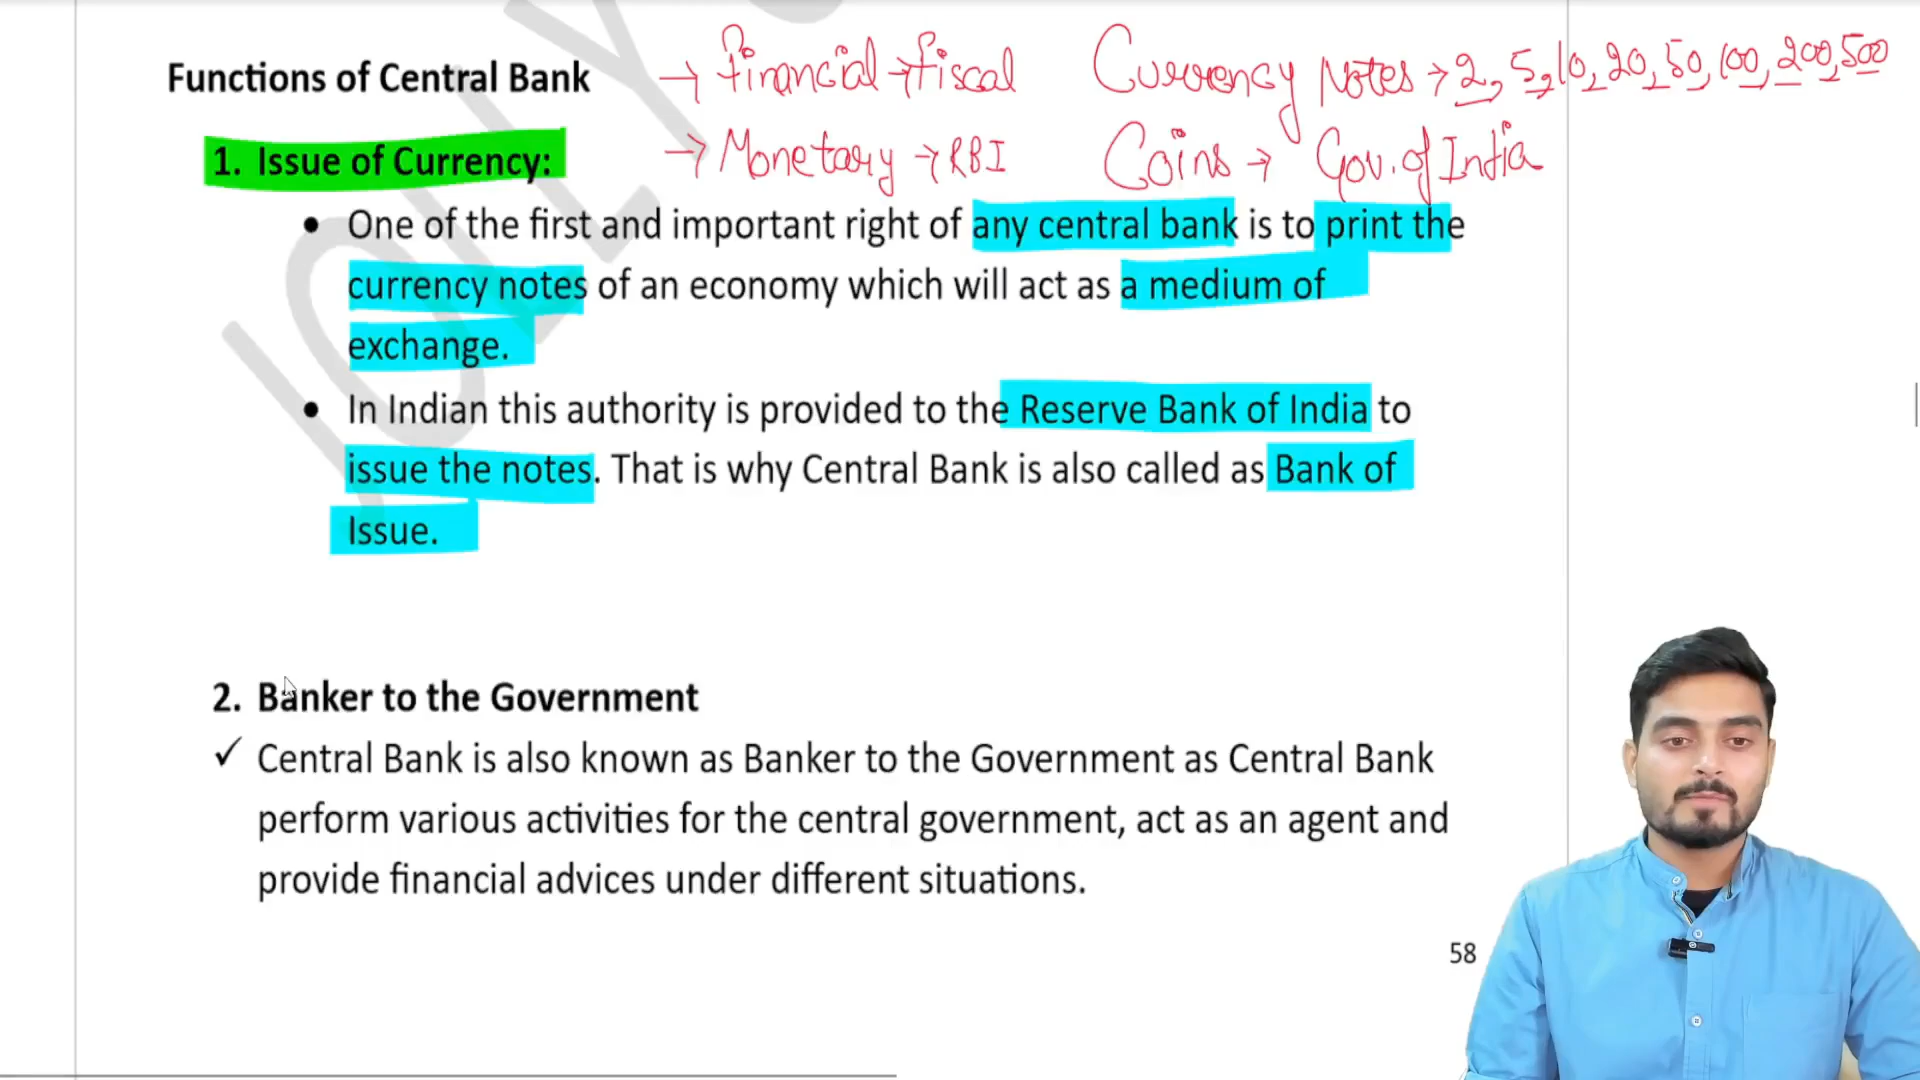 Functions of Central Bank
→ Financial → Fiscal
Currency Notes → 2, 5, 10, 20, 50, 100, 200, 500
→ Monetary → RBI
Coins → Gov. of India
1. Issue of Currency:
• One of the first and important right of any central bank is to print the
currency notes of an economy which will act as a medium of
exchange.
• In Indian this authority is provided to the Reserve Bank of India to
issue the notes. That is why Central Bank is also called as Bank of
Issue.
2. Banker to the Government
✓ Central Bank is also known as Banker to the Government as Central Bank
perform various activities for the central government, act as an agent and
provide financial advices under different situations.
58